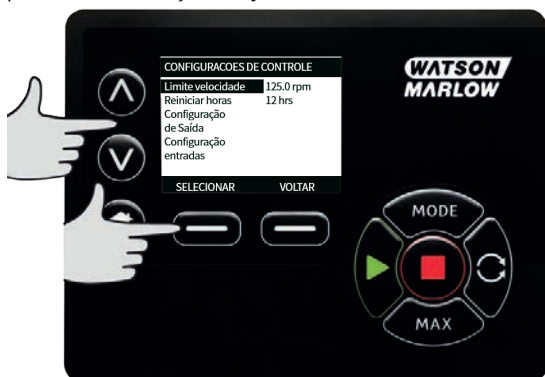 CONFIGURACOES DE CONTROLE
Limite velocidade 125.0 rpm
Reiniciar horas 12 hrs
Configuração
de Saída
Configuração
entradas
SELECIONAR VOLTAR
WATSON
MARLOW
MODE
MAX